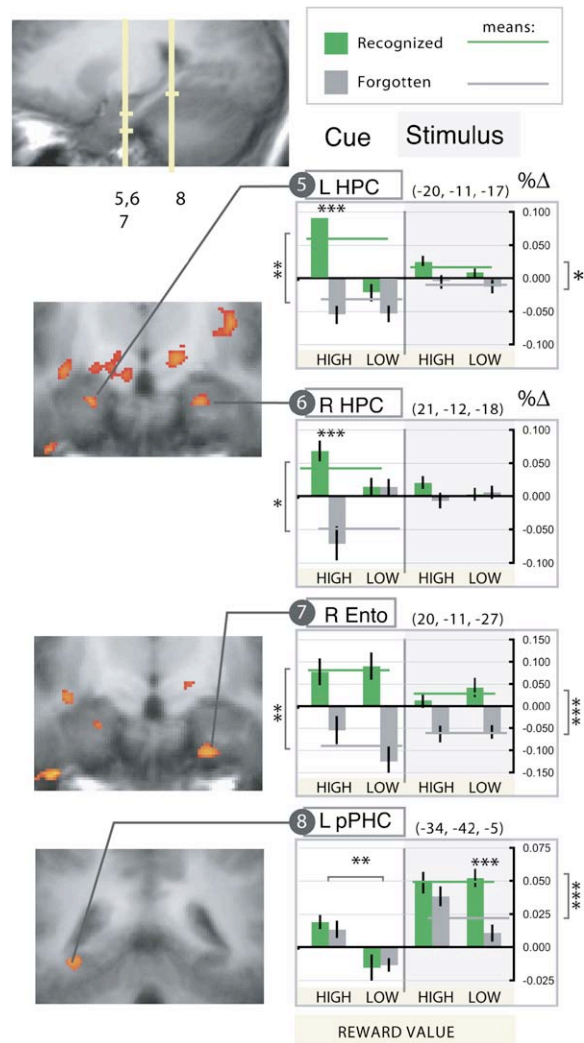 Recognized
means:
Forgotten
Cue
Stimulus
5,6
7
8
5 L HPC (-20, -11, -17) %Δ
***
**
*
0.100
0.050
0.000
-0.050
-0.100
HIGH LOW HIGH LOW
6 R HPC (21, -12, -18) %Δ
***
*
0.100
0.050
0.000
-0.050
-0.100
HIGH LOW HIGH LOW
7 R Ento (20, -11, -27)
**
***
0.150
0.100
0.050
0.000
-0.050
-0.100
-0.150
HIGH LOW HIGH LOW
8 L pPHC (-34, -42, -5)
**
***
***
0.075
0.050
0.025
0.000
-0.025
HIGH LOW HIGH LOW
REWARD VALUE